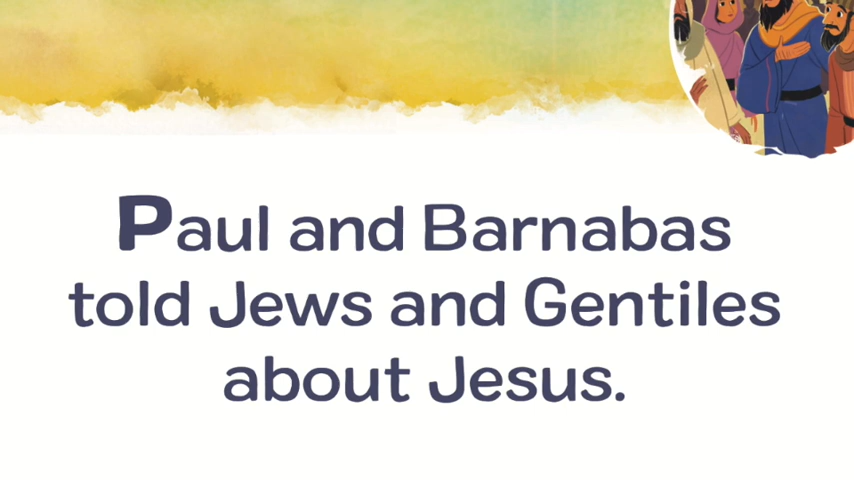 Paul and Barnabas
told Jews and Gentiles
about Jesus.